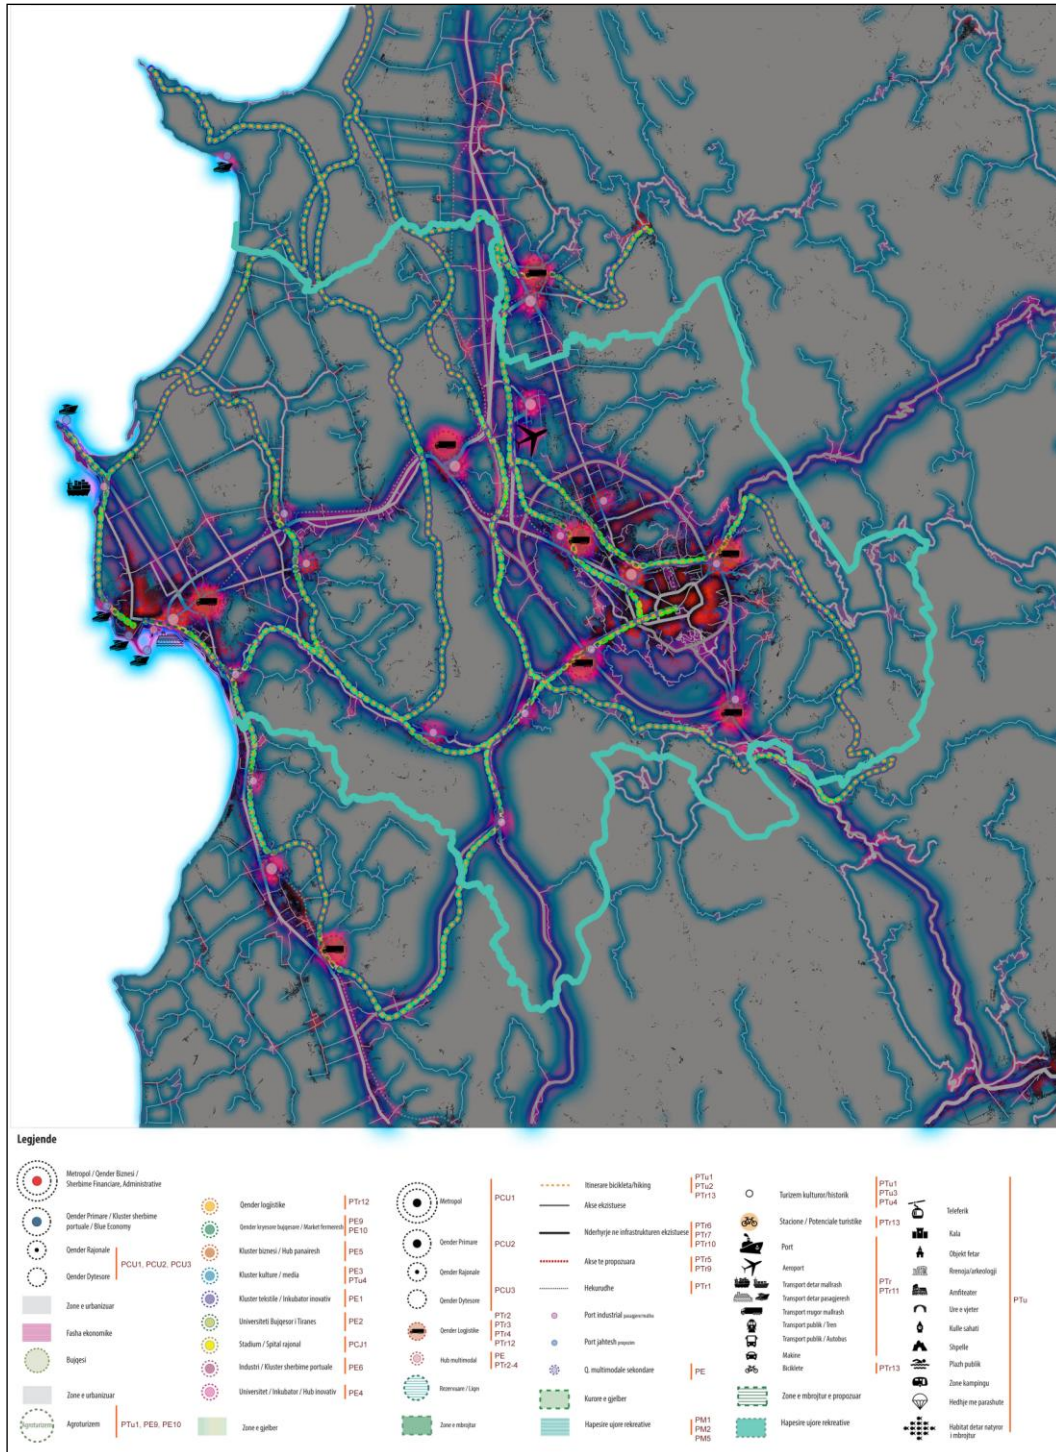 Legjende
Metropol / Qender Biznesi /
Sherbime Financiare, Administrative
Qender Primare / Kluster sherbime
portuale / Blue Economy
Qender Rajonale
Qender Dytesore
PCU1, PCU2, PCU3
Zone e urbanizuar
Fasha ekonomike
Bujqesi
Zone e urbanizuar
Agroturizem
PTu1, PE9, PE10
Qender logjistike
PTr12
Qender kryesore bujqesore / Market fermeresh
PE9
PE10
Kluster biznesi / Hub panairesh
PE5
Kluster kulture / media
PE3
PTu4
Kluster tekstile / Inkubator inovativ
PE1
Universiteti Bujqesor i Tiranes
PE2
Stadium / Spital rajonal
PCJ1
Industri / Kluster sherbime portuale
PE6
Universitet / Inkubator / Hub inovativ
PE4
Zone e gjelber
Metropol
PCU1
Qender Primare
PCU2
Qender Rajonale
Qender Dytesore
PCU3
Qender Logjistike
PTr2
PTr3
PTr4
PTr12
Hub multimodal
PE
PTr2-4
Rezervuare / Liqen
Zone e mbrojtur
Itinerare bicikleta/hiking
PTu1
PTu2
PTr13
Akse ekzistuese
Nderhyrje ne infrastrukturen ekzistuese
PTr6
PTr7
PTr10
Akse te propozuara
PTr5
PTr9
Hekurudhe
PTr1
Port industrial
Port jahtesh
Q. multimodale sekondare
PE
Kurore e gjelber
Hapesire ujore rekreative
PM1
PM2
PM5
Turizem kulturor/historik
PTu1
PTu3
PTu4
Stacione / Potenciale turistike
PTr13
Port
Aeroport
Transport detar mallrash
Transport detar pasagjeresh
Transport rrugor mallrash
Transport publik / Tren
Transport publik / Autobus
Makine
PTr
PTr11
Biciklete
PTr13
Zone e mbrojtur e propozuar
Hapesire ujore rekreative
Teleferik
Kala
Objekt fetar
Rrenoja/arkeologji
Amfiteater
Ure e vjeter
Kulle sahati
Shpelle
Plazh publik
Zone kampingu
Hedhje me parashute
Habitat detar natyror
i mbrojtur
PTu